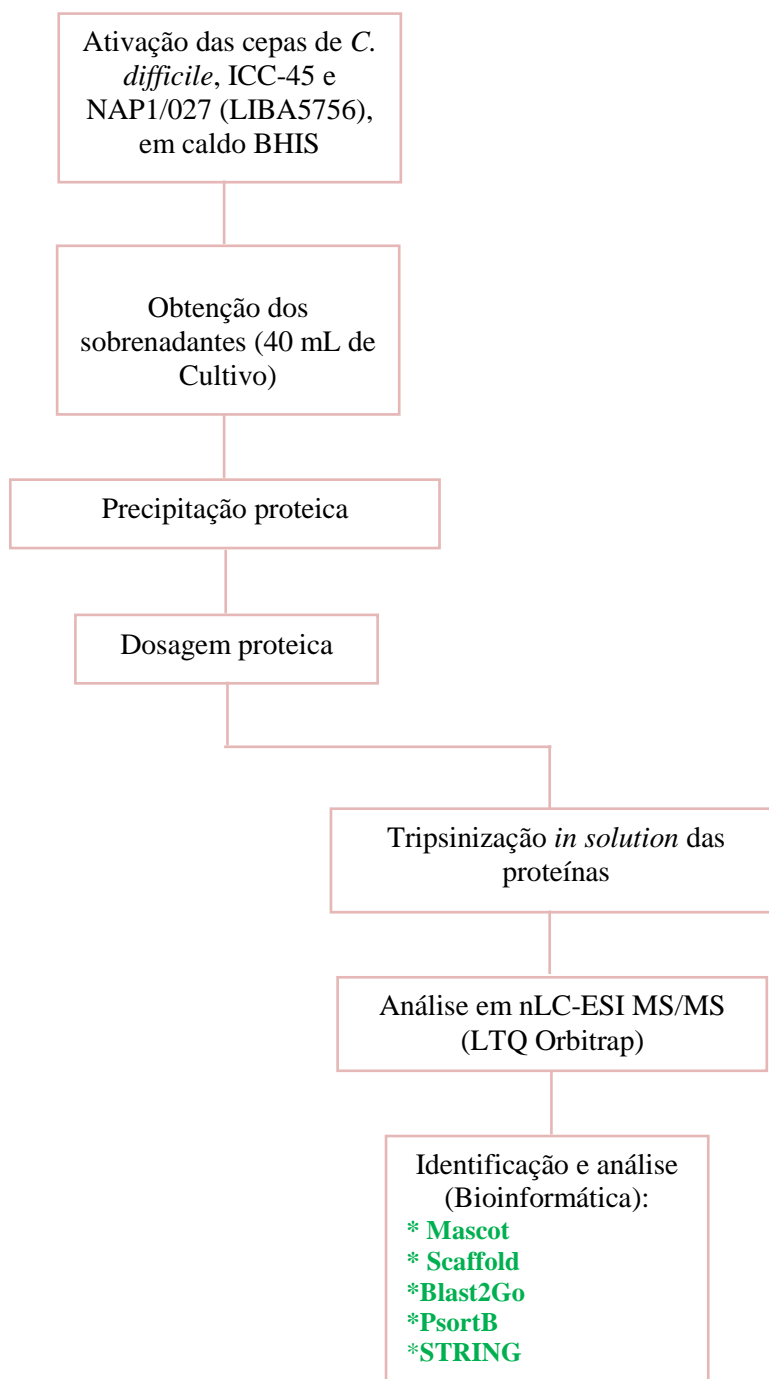 Ativação das cepas de C.
difficile, ICC-45 e
NAP1/027 (LIBA5756),
em caldo BHIS
Obtenção dos
sobrenadantes (40 mL de
Cultivo)
Precipitação proteica
Dosagem proteica
Tripsinização in solution das
proteínas
Análise em nLC-ESI MS/MS
(LTQ Orbitrap)
Identificação e análise
(Bioinformática):
* Mascot
* Scaffold
*Blast2Go
*PsortB
*STRING